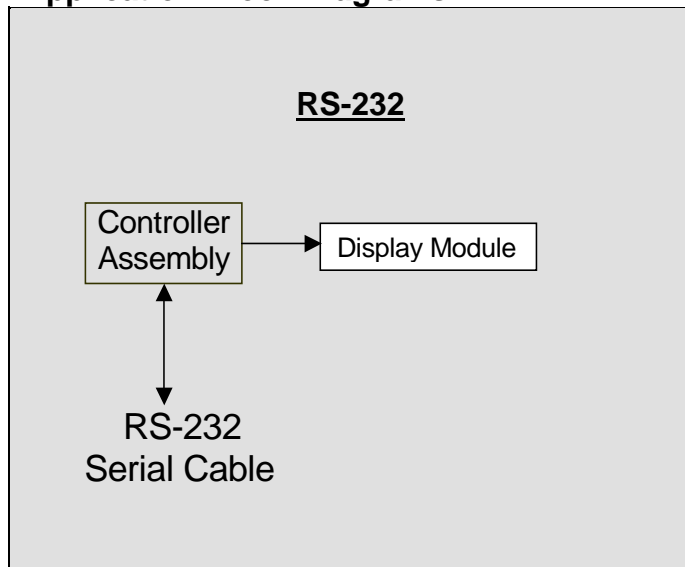 RS-232
Controller
Assembly
Display Module
RS-232
Serial Cable